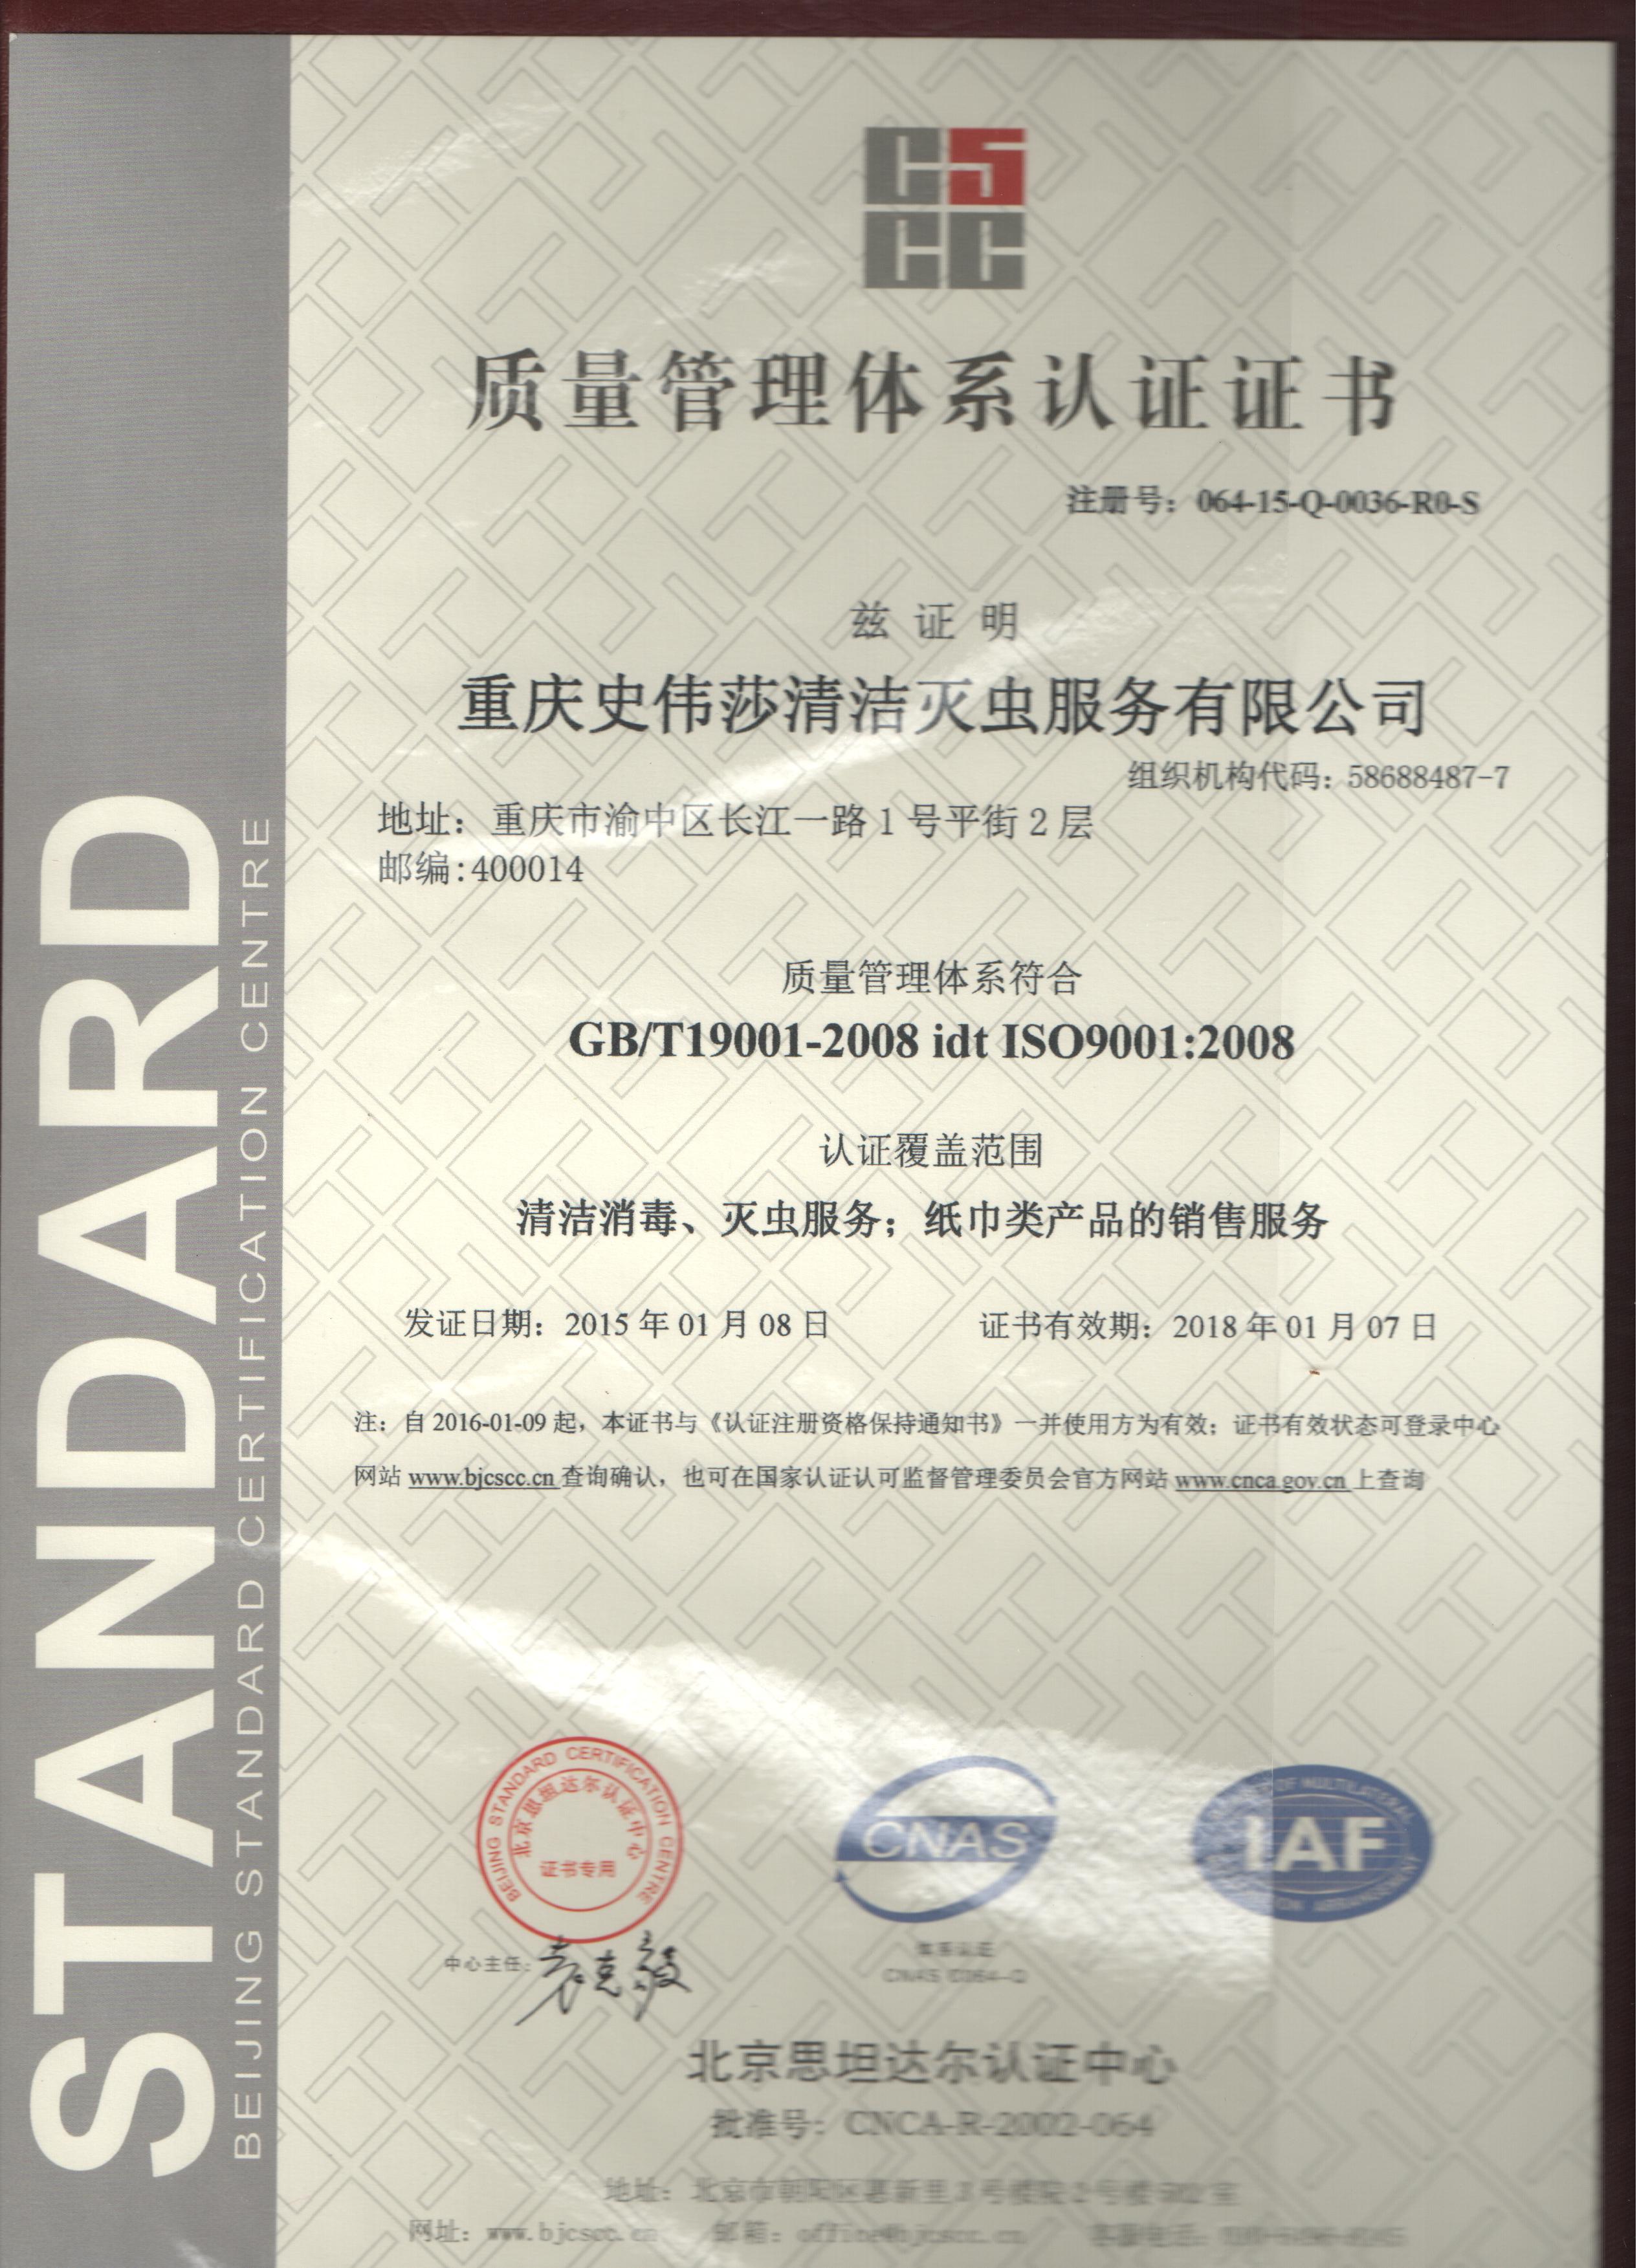 STANDARD
BEIJING STANDARD CERTIFICATION CENTRE
C5
CC
质量管理体系认证证书
注册号：064-15-Q-0036-R0-S
兹证明
重庆史伟莎清洁灭虫服务有限公司
组织机构代码：58688487-7
地址：重庆市渝中区长江一路1号平街2层
邮编:400014
质量管理体系符合
GB/T19001-2008 idt ISO9001:2008
认证覆盖范围
清洁消毒、灭虫服务；纸巾类产品的销售服务
发证日期：2015年01月08日 证书有效期：2018年01月07日
注：自2016-01-09起，本证书与《认证注册资格保持通知书》一并使用方为有效；证书有效状态可登录中心
网站 www.bjcscc.cn 查询确认，也可在国家认证认可监督管理委员会官方网站 www.cnca.gov.cn 上查询
BEIJING STANDARD CERTIFICATION CENTRE
北京思坦达尔认证中心
证书专用
CNAS
OF MULTILATERAL
IAF
中心主任：袁克毅
体系认证
CNAS C064-Q
北京思坦达尔认证中心
批准号：CNCA-R-2002-064
地址：北京市朝阳区惠新里
网址：www.bjcscc.cn 邮箱：office@bjcscc.cn 客服电话：